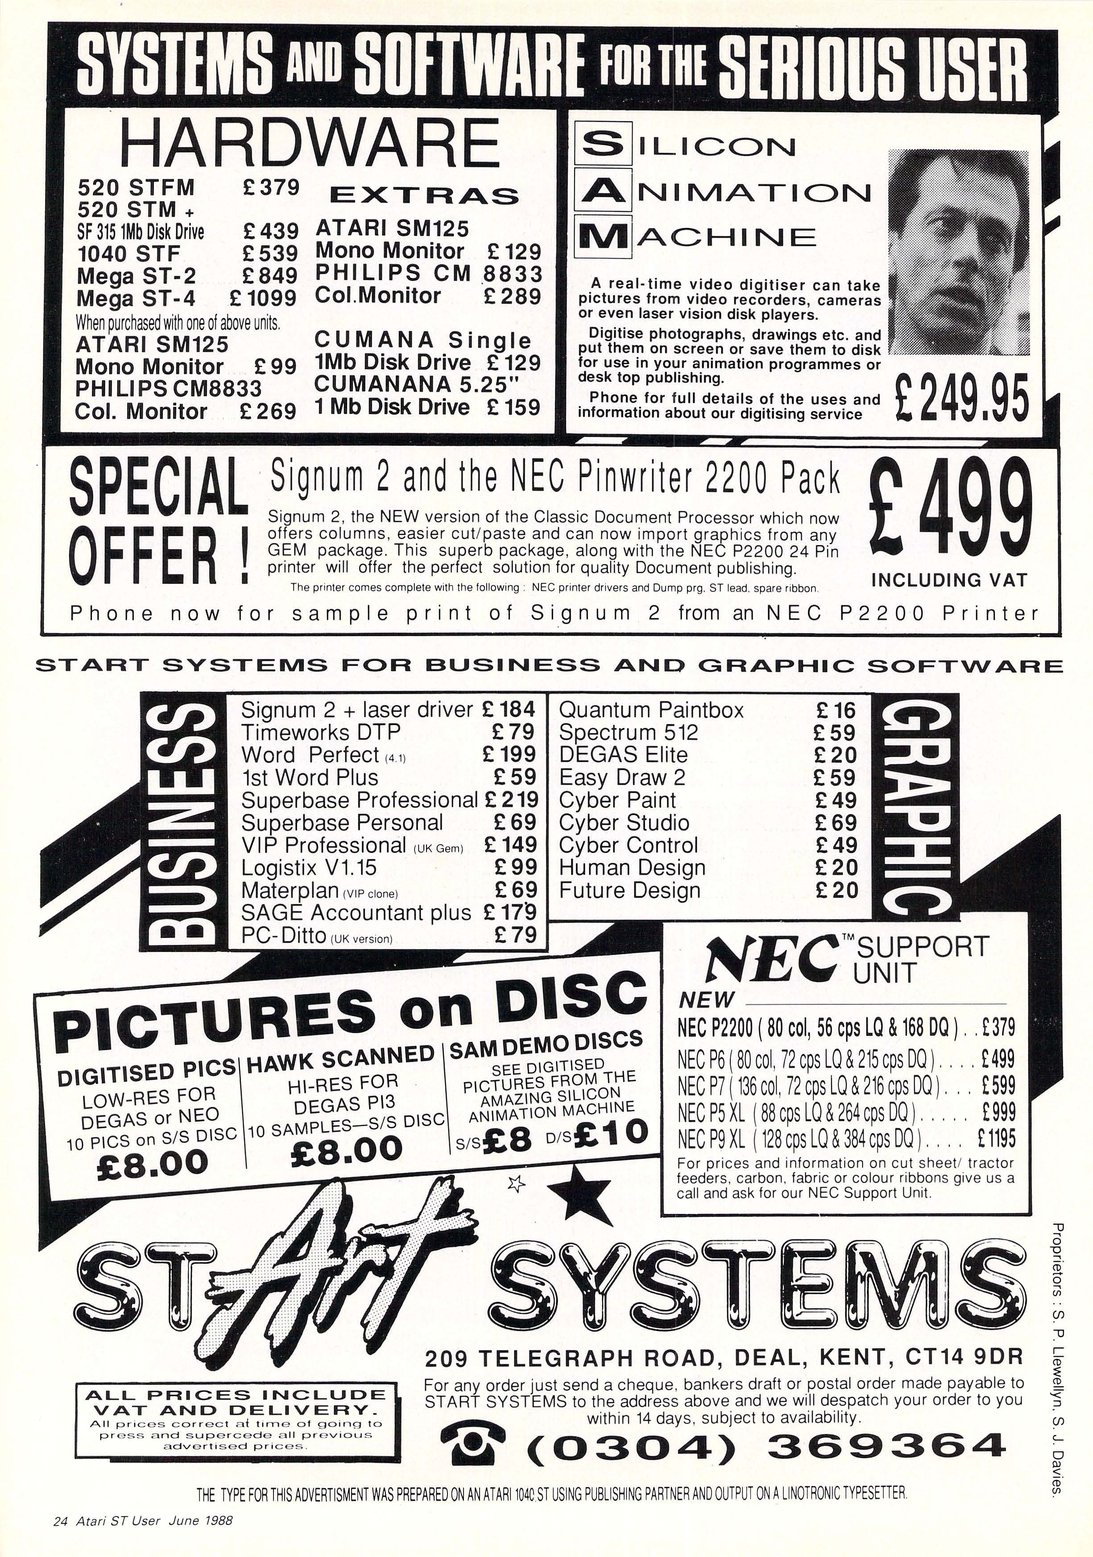 SYSTEMS AND SOFTWARE FOR THE SERIOUS USER
HARDWARE
520 STFM £379
520 STM +
SF 315 1Mb Disk Drive £439
1040 STF £539
Mega ST-2 £849
Mega ST-4 £1099
When purchased with one of above units.
ATARI SM125
Mono Monitor £99
PHILIPS CM8833
Col. Monitor £269
EXTRAS
ATARI SM125
Mono Monitor £129
PHILIPS CM 8833
Col.Monitor £289
CUMANA Single
1Mb Disk Drive £129
CUMANANA 5.25"
1 Mb Disk Drive £159
SILICON
ANIMATION
MACHINE
A real-time video digitiser can take
pictures from video recorders, cameras
or even laser vision disk players.
Digitise photographs, drawings etc. and
put them on screen or save them to disk
for use in your animation programmes or
desk top publishing.
Phone for full details of the uses and
information about our digitising service
£249.95
SPECIAL
OFFER !
Signum 2 and the NEC Pinwriter 2200 Pack
Signum 2, the NEW version of the Classic Document Processor which now
offers columns, easier cut/paste and can now import graphics from any
GEM package. This superb package, along with the NEC P2200 24 Pin
printer will offer the perfect solution for quality Document publishing.
The printer comes complete with the following : NEC printer drivers and Dump prg. ST lead, spare ribbon.
£499
INCLUDING VAT
Phone now for sample print of Signum 2 from an NEC P2200 Printer
START SYSTEMS FOR BUSINESS AND GRAPHIC SOFTWARE
BUSINESS
Signum 2 + laser driver £184
Timeworks DTP £79
Word Perfect (4.1) £199
1st Word Plus £59
Superbase Professional £219
Superbase Personal £69
VIP Professional (UK Gem) £149
Logistix V1.15 £99
Materplan (VIP clone) £69
SAGE Accountant plus £179
PC-Ditto (UK version) £79
Quantum Paintbox £16
Spectrum 512 £59
DEGAS Elite £20
Easy Draw 2 £59
Cyber Paint £49
Cyber Studio £69
Cyber Control £49
Human Design £20
Future Design £20
GRAPHIC
PICTURES on DISC
DIGITISED PICS
LOW-RES FOR
DEGAS or NEO
10 PICS on S/S DISC
£8.00
HAWK SCANNED
HI-RES FOR
DEGAS PI3
10 SAMPLES—S/S DISC
£8.00
SAM DEMO DISCS
SEE DIGITISED
PICTURES FROM THE
AMAZING SILICON
ANIMATION MACHINE
S/S £8 D/S £10
NEC™ SUPPORT
UNIT
NEW
NEC P2200 ( 80 col, 56 cps LQ & 168 DQ ) . . £379
NEC P6 ( 80 col, 72 cps LQ & 215 cps DQ ) . . . . £499
NEC P7 ( 136 col, 72 cps LQ & 216 cps DQ ) . . . £599
NEC P5 XL ( 88 cps LQ & 264 cps DQ ) . . . . . £999
NEC P9 XL ( 128 cps LQ & 384 cps DQ ) . . . . £1195
For prices and information on cut sheet/ tractor
feeders, carbon, fabric or colour ribbons give us a
call and ask for our NEC Support Unit.
STArt SYSTEMS
Proprietors : S. P. Llewellyn. S. J. Davies.
209 TELEGRAPH ROAD, DEAL, KENT, CT14 9DR
For any order just send a cheque, bankers draft or postal order made payable to
START SYSTEMS to the address above and we will despatch your order to you
within 14 days, subject to availability.
(0304) 369364
ALL PRICES INCLUDE
VAT AND DELIVERY.
All prices correct at time of going to
press and supercede all previous
advertised prices.
THE TYPE FOR THIS ADVERTISMENT WAS PREPARED ON AN ATARI 1040 ST USING PUBLISHING PARTNER AND OUTPUT ON A LINOTRONIC TYPESETTER.
24 Atari ST User June 1988